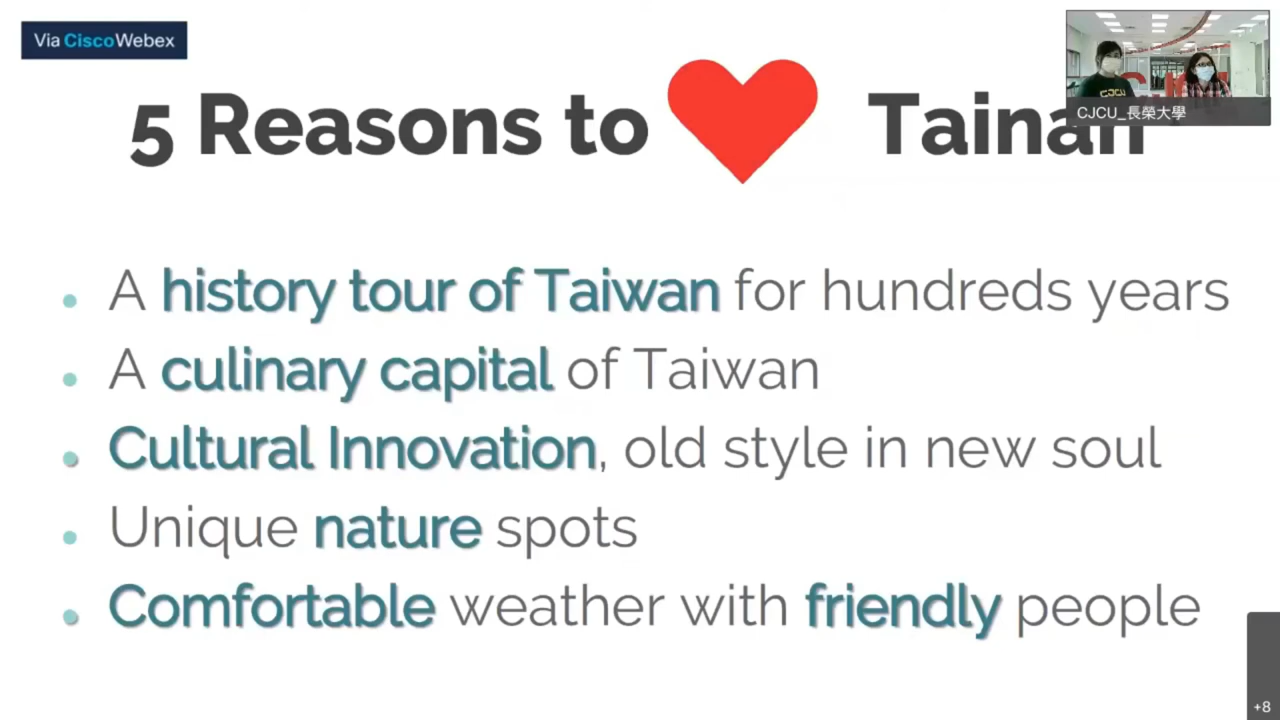 Via CiscoWebex
5 Reasons to Tainan
CJCU_長榮大學
A history tour of Taiwan for hundreds years
A culinary capital of Taiwan
Cultural Innovation, old style in new soul
Unique nature spots
Comfortable weather with friendly people
+8